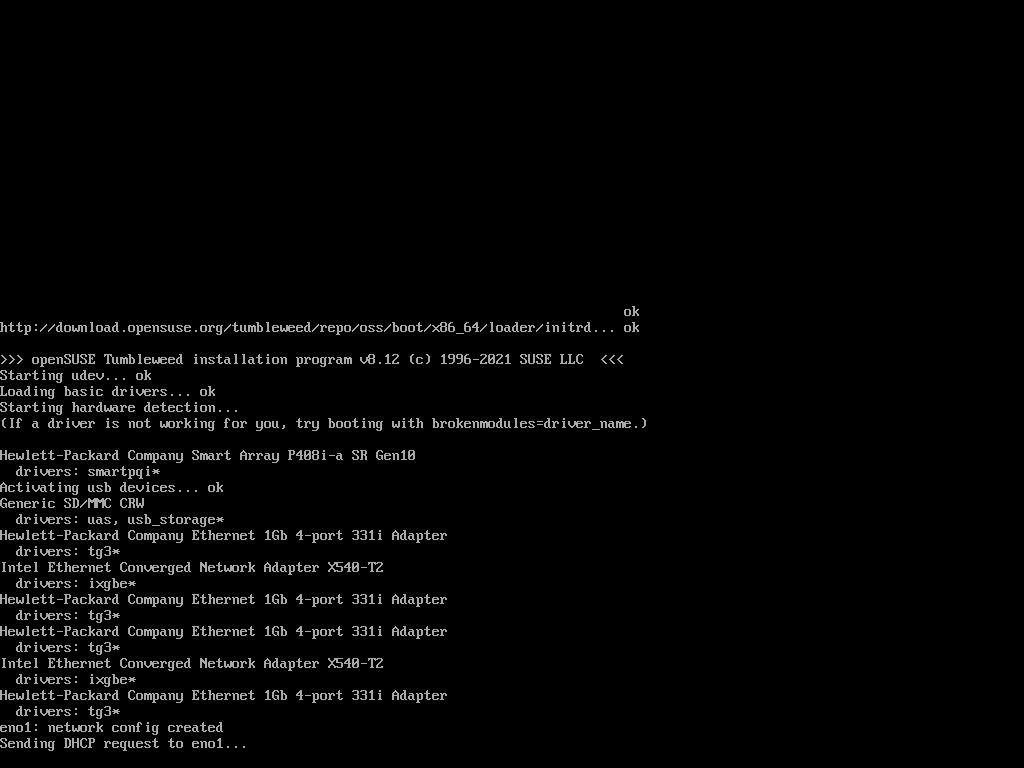 ok
http://download.opensuse.org/tumbleweed/repo/oss/boot/x86_64/loader/initrd... ok
>>> openSUSE Tumbleweed installation program v8.12 (c) 1996-2021 SUSE LLC  <<<
Starting udev... ok
Loading basic drivers... ok
Starting hardware detection...
(If a driver is not working for you, try booting with brokenmodules=driver_name.)
Hewlett-Packard Company Smart Array P408i-a SR Gen10
  drivers: smartpqi*
Activating usb devices... ok
Generic SD/MMC CRW
  drivers: uas, usb_storage*
Hewlett-Packard Company Ethernet 1Gb 4-port 331i Adapter
  drivers: tg3*
Intel Ethernet Converged Network Adapter X540-T2
  drivers: ixgbe*
Hewlett-Packard Company Ethernet 1Gb 4-port 331i Adapter
  drivers: tg3*
Hewlett-Packard Company Ethernet 1Gb 4-port 331i Adapter
  drivers: tg3*
Intel Ethernet Converged Network Adapter X540-T2
  drivers: ixgbe*
Hewlett-Packard Company Ethernet 1Gb 4-port 331i Adapter
  drivers: tg3*
eno1: network config created
Sending DHCP request to eno1...